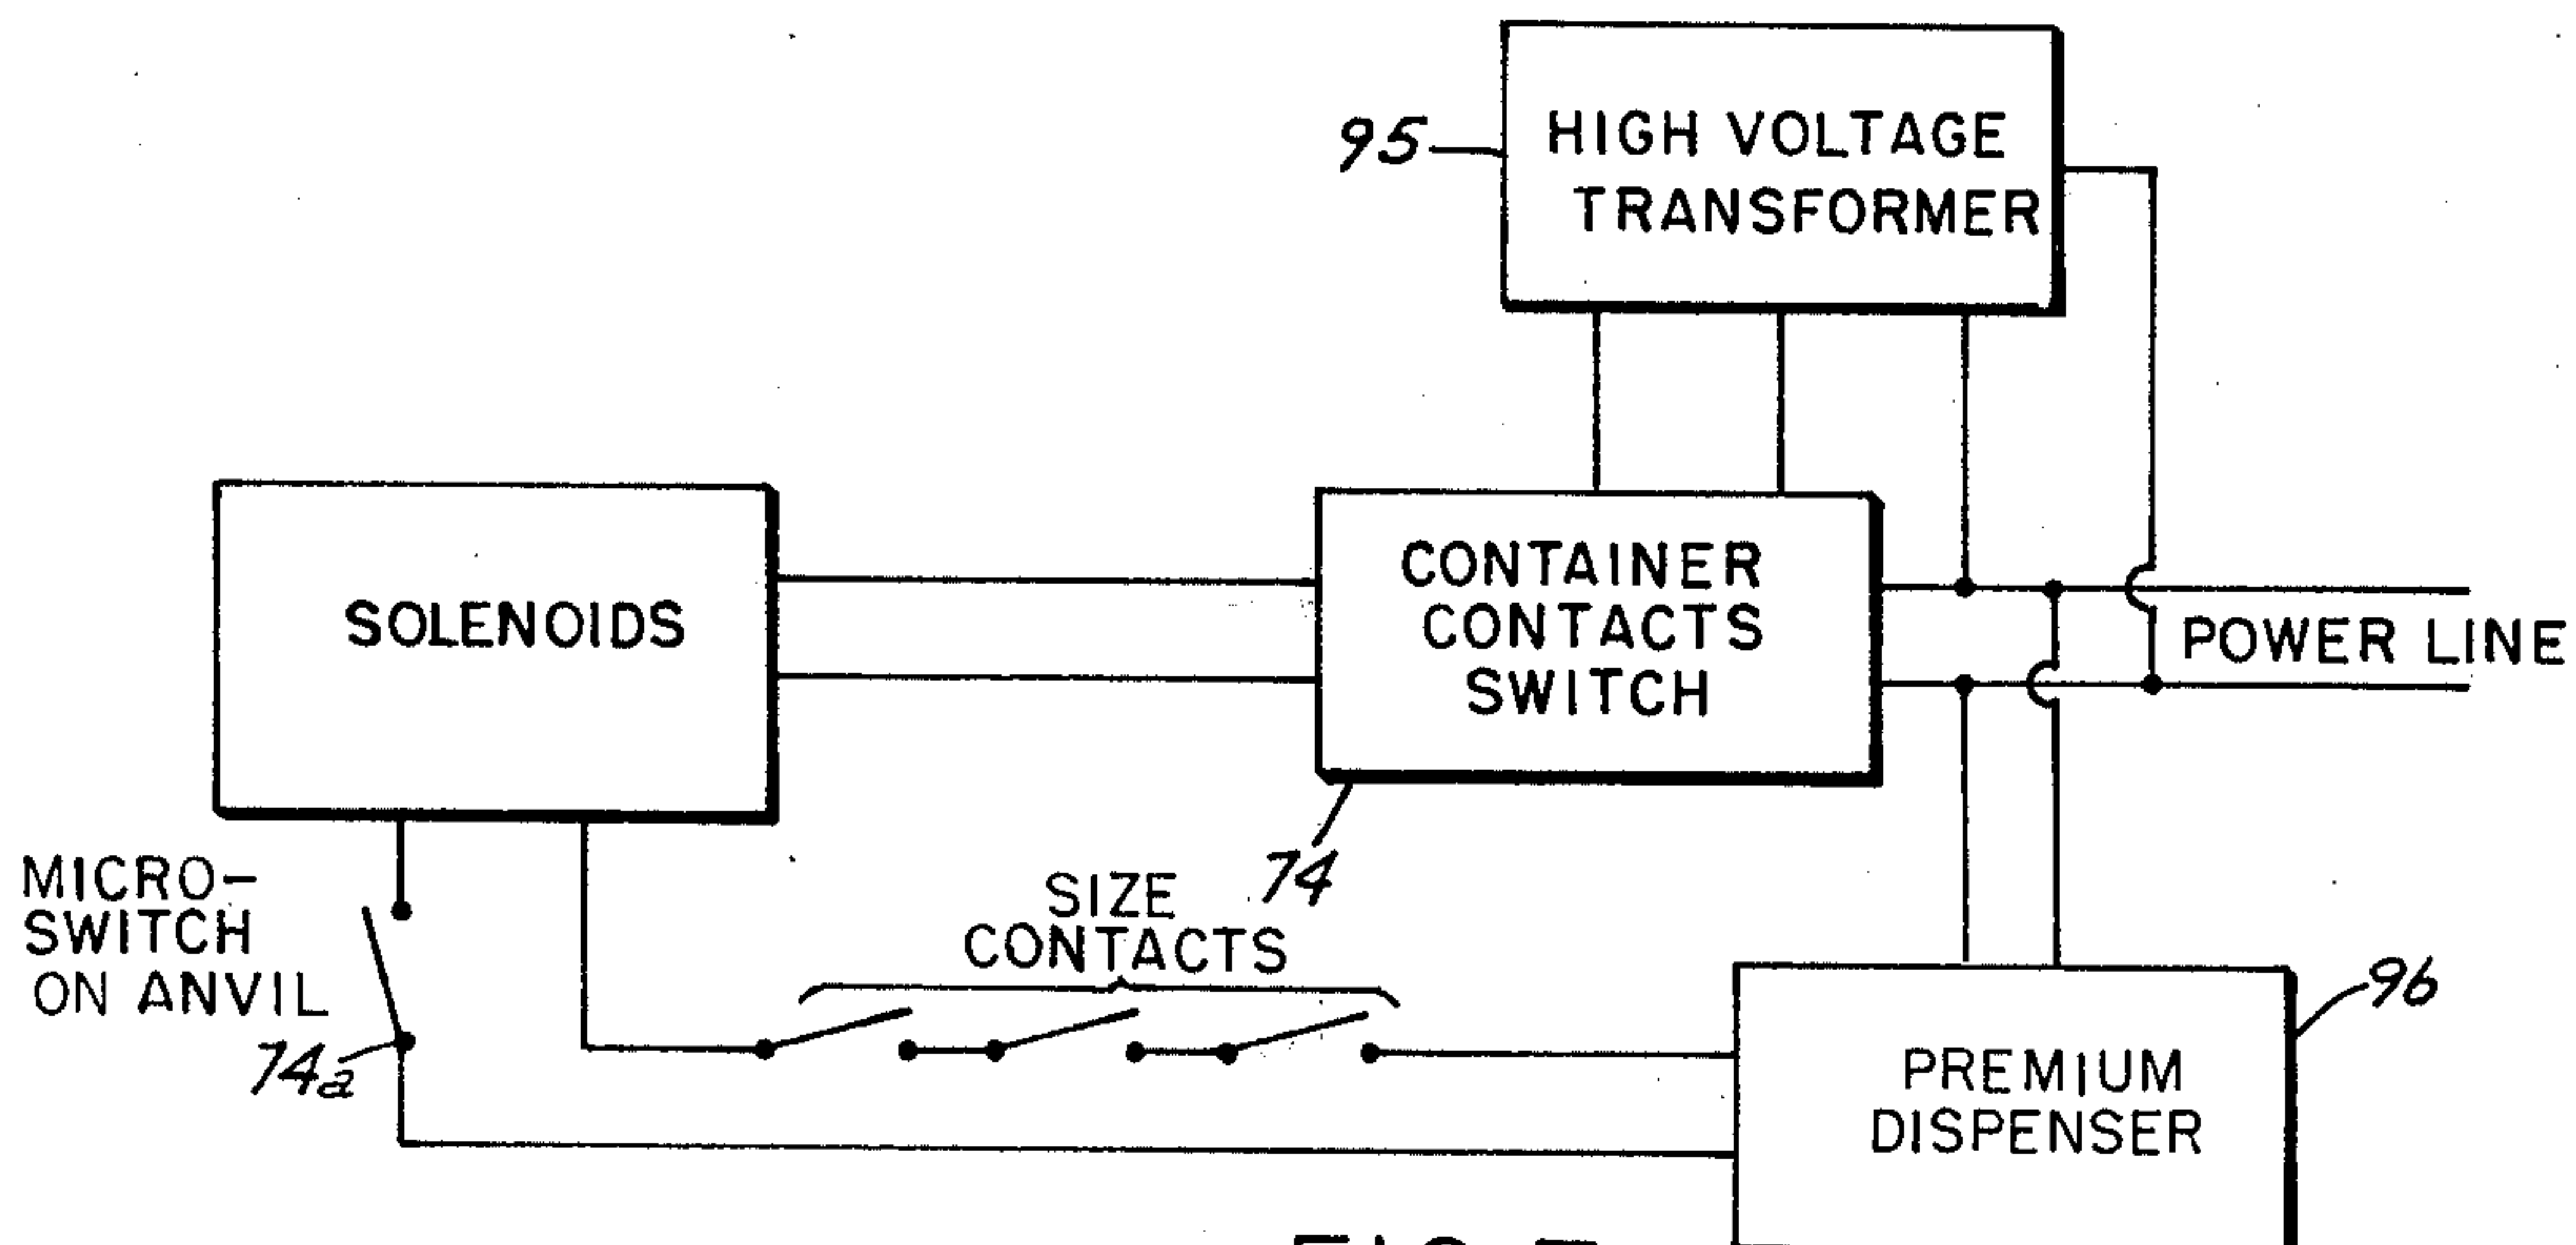 95
HIGH VOLTAGE
TRANSFORMER
SOLENOIDS
CONTAINER
CONTACTS
SWITCH
POWER LINE
74
MICRO-
SWITCH
ON ANVIL
74a
SIZE
CONTACTS
96
PREMIUM
DISPENSER